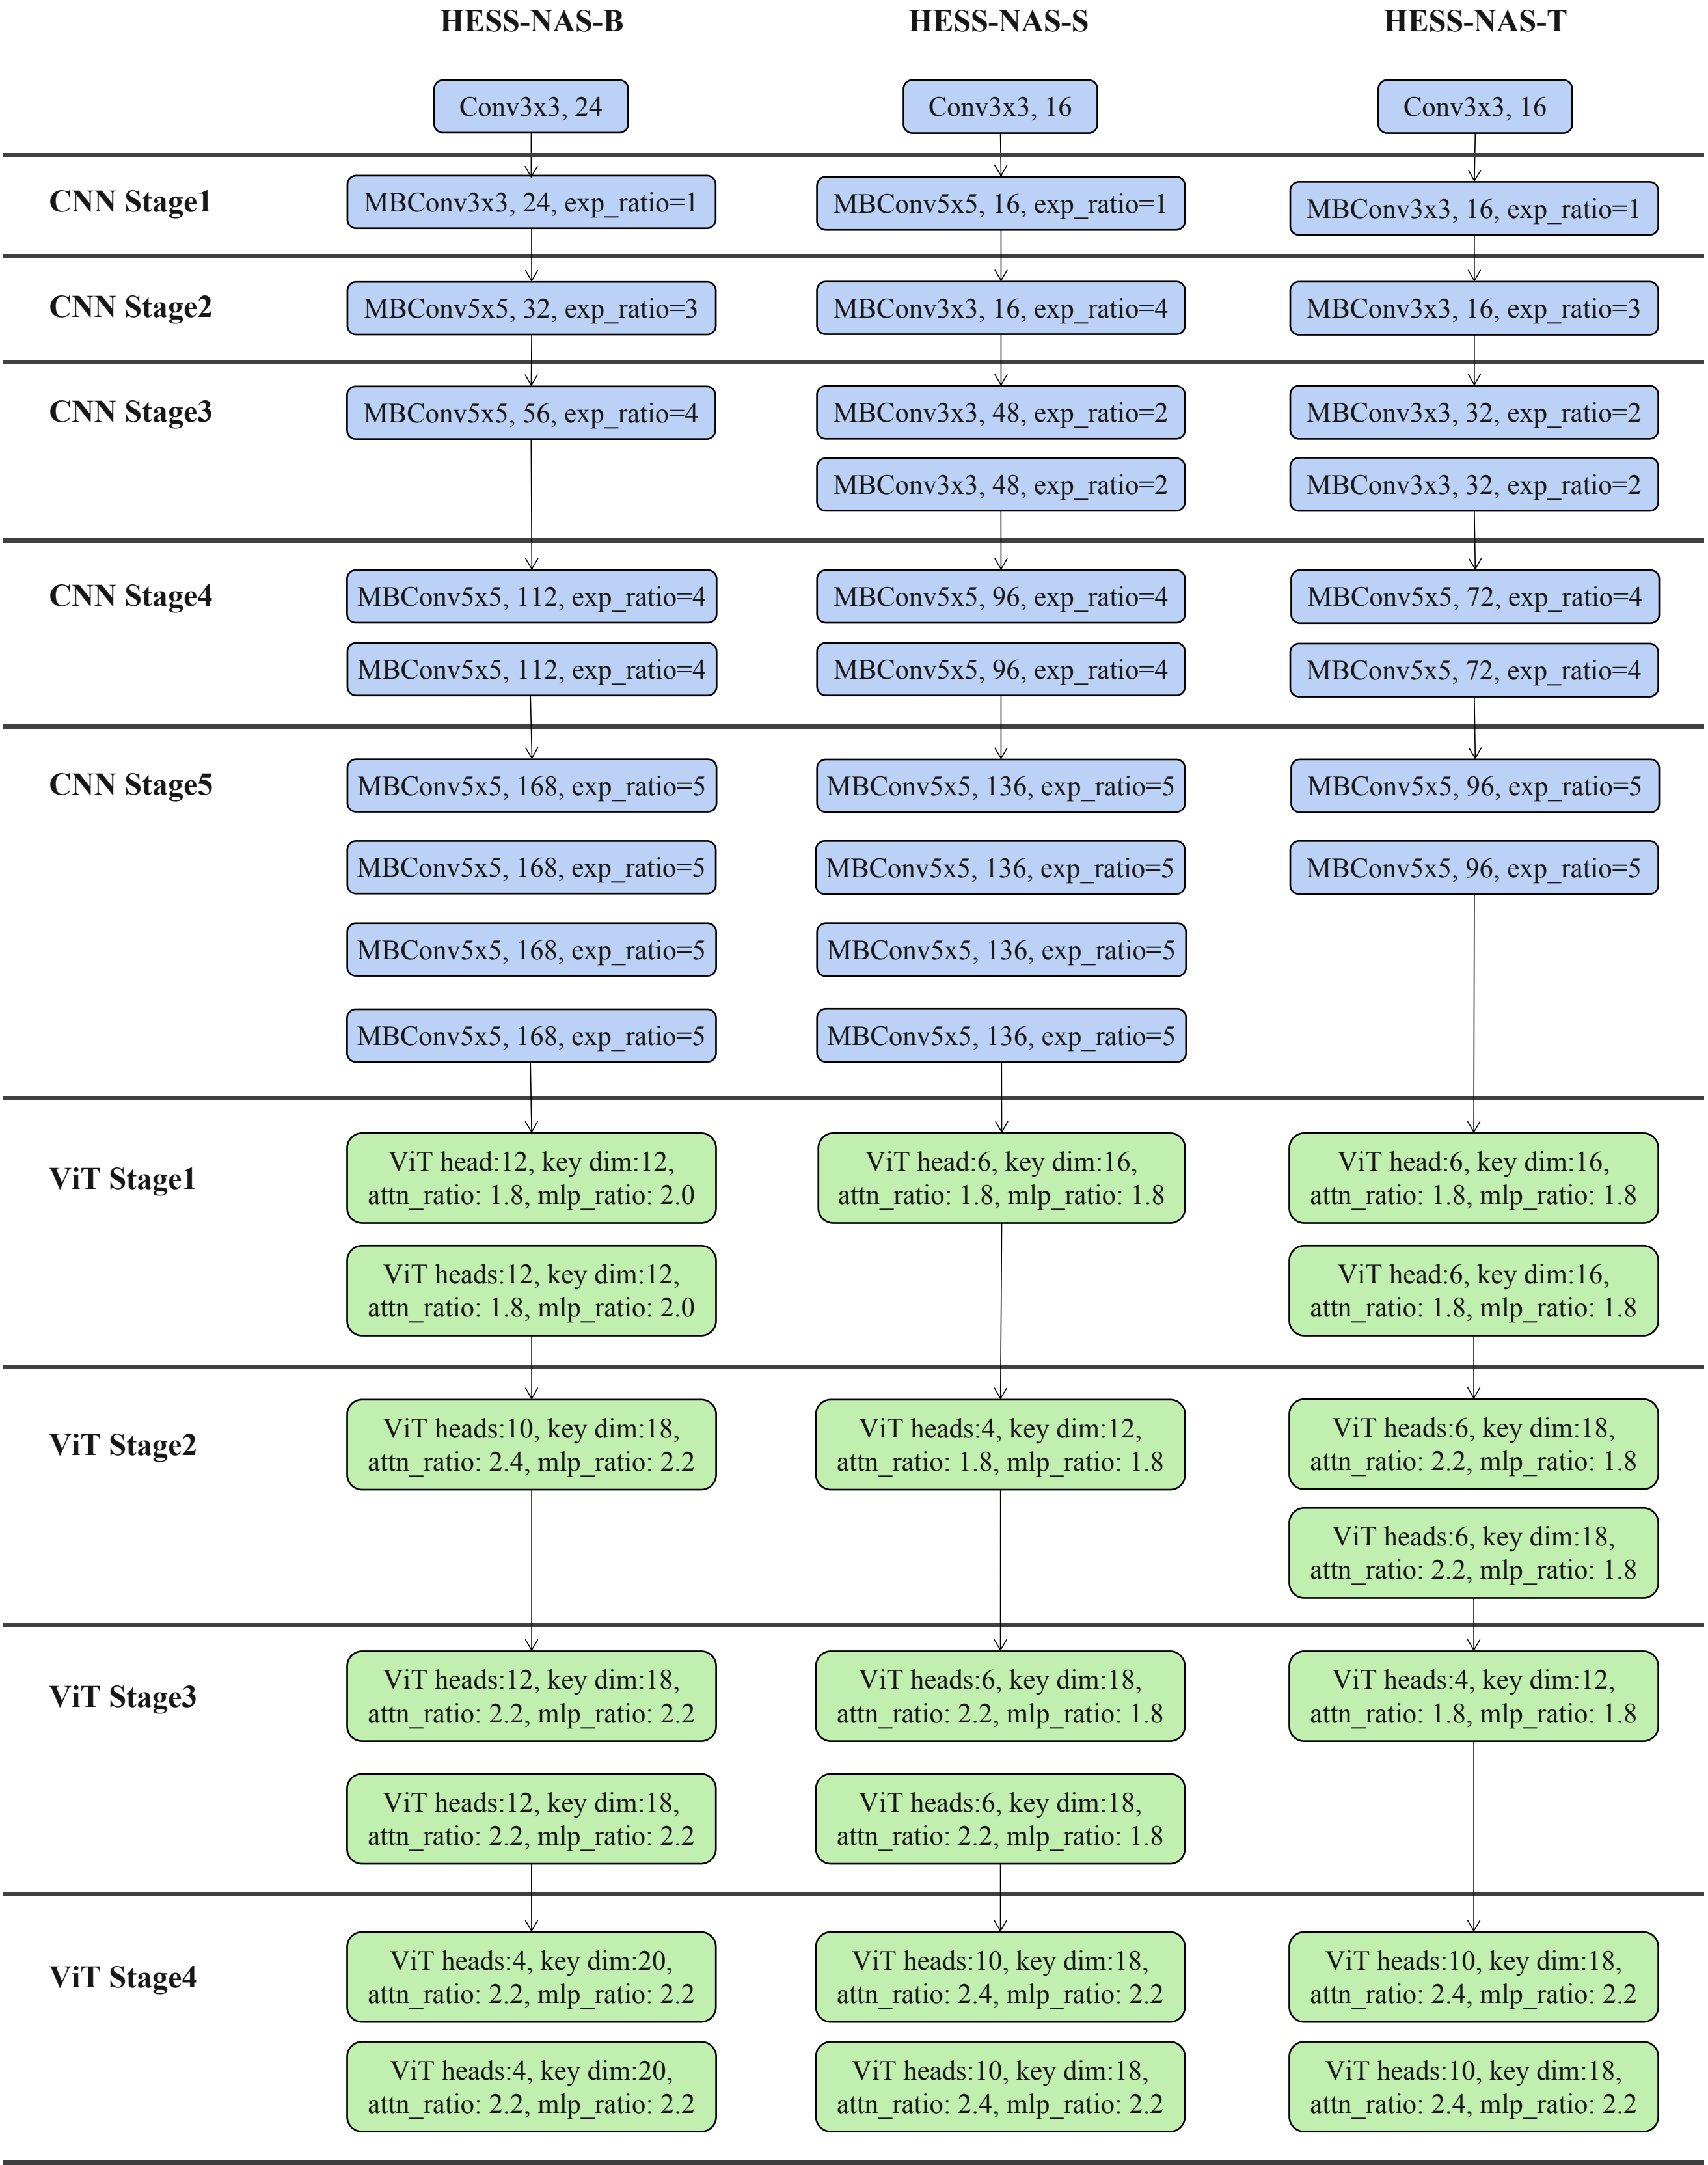 HESS-NAS-B HESS-NAS-S HESS-NAS-T
Conv3x3, 24 Conv3x3, 16 Conv3x3, 16
CNN Stage1 MBConv3x3, 24, exp_ratio=1 MBConv5x5, 16, exp_ratio=1 MBConv3x3, 16, exp_ratio=1
CNN Stage2 MBConv5x5, 32, exp_ratio=3 MBConv3x3, 16, exp_ratio=4 MBConv3x3, 16, exp_ratio=3
CNN Stage3 MBConv5x5, 56, exp_ratio=4 MBConv3x3, 48, exp_ratio=2 MBConv3x3, 32, exp_ratio=2
MBConv3x3, 48, exp_ratio=2 MBConv3x3, 32, exp_ratio=2
CNN Stage4 MBConv5x5, 112, exp_ratio=4 MBConv5x5, 96, exp_ratio=4 MBConv5x5, 72, exp_ratio=4
MBConv5x5, 112, exp_ratio=4 MBConv5x5, 96, exp_ratio=4 MBConv5x5, 72, exp_ratio=4
CNN Stage5 MBConv5x5, 168, exp_ratio=5 MBConv5x5, 136, exp_ratio=5 MBConv5x5, 96, exp_ratio=5
MBConv5x5, 168, exp_ratio=5 MBConv5x5, 136, exp_ratio=5 MBConv5x5, 96, exp_ratio=5
MBConv5x5, 168, exp_ratio=5 MBConv5x5, 136, exp_ratio=5
MBConv5x5, 168, exp_ratio=5 MBConv5x5, 136, exp_ratio=5
ViT Stage1
ViT head:12, key dim:12, ViT head:6, key dim:16, ViT head:6, key dim:16,
attn_ratio: 1.8, mlp_ratio: 2.0 attn_ratio: 1.8, mlp_ratio: 1.8 attn_ratio: 1.8, mlp_ratio: 1.8
ViT heads:12, key dim:12, ViT head:6, key dim:16,
attn_ratio: 1.8, mlp_ratio: 2.0 attn_ratio: 1.8, mlp_ratio: 1.8
ViT Stage2
ViT heads:10, key dim:18, ViT heads:4, key dim:12, ViT heads:6, key dim:18,
attn_ratio: 2.4, mlp_ratio: 2.2 attn_ratio: 1.8, mlp_ratio: 1.8 attn_ratio: 2.2, mlp_ratio: 1.8
ViT heads:6, key dim:18,
attn_ratio: 2.2, mlp_ratio: 1.8
ViT Stage3
ViT heads:12, key dim:18, ViT heads:6, key dim:18, ViT heads:4, key dim:12,
attn_ratio: 2.2, mlp_ratio: 2.2 attn_ratio: 2.2, mlp_ratio: 1.8 attn_ratio: 1.8, mlp_ratio: 1.8
ViT heads:12, key dim:18, ViT heads:6, key dim:18,
attn_ratio: 2.2, mlp_ratio: 2.2 attn_ratio: 2.2, mlp_ratio: 1.8
ViT Stage4
ViT heads:4, key dim:20, ViT heads:10, key dim:18, ViT heads:10, key dim:18,
attn_ratio: 2.2, mlp_ratio: 2.2 attn_ratio: 2.4, mlp_ratio: 2.2 attn_ratio: 2.4, mlp_ratio: 2.2
ViT heads:4, key dim:20, ViT heads:10, key dim:18, ViT heads:10, key dim:18,
attn_ratio: 2.2, mlp_ratio: 2.2 attn_ratio: 2.4, mlp_ratio: 2.2 attn_ratio: 2.4, mlp_ratio: 2.2